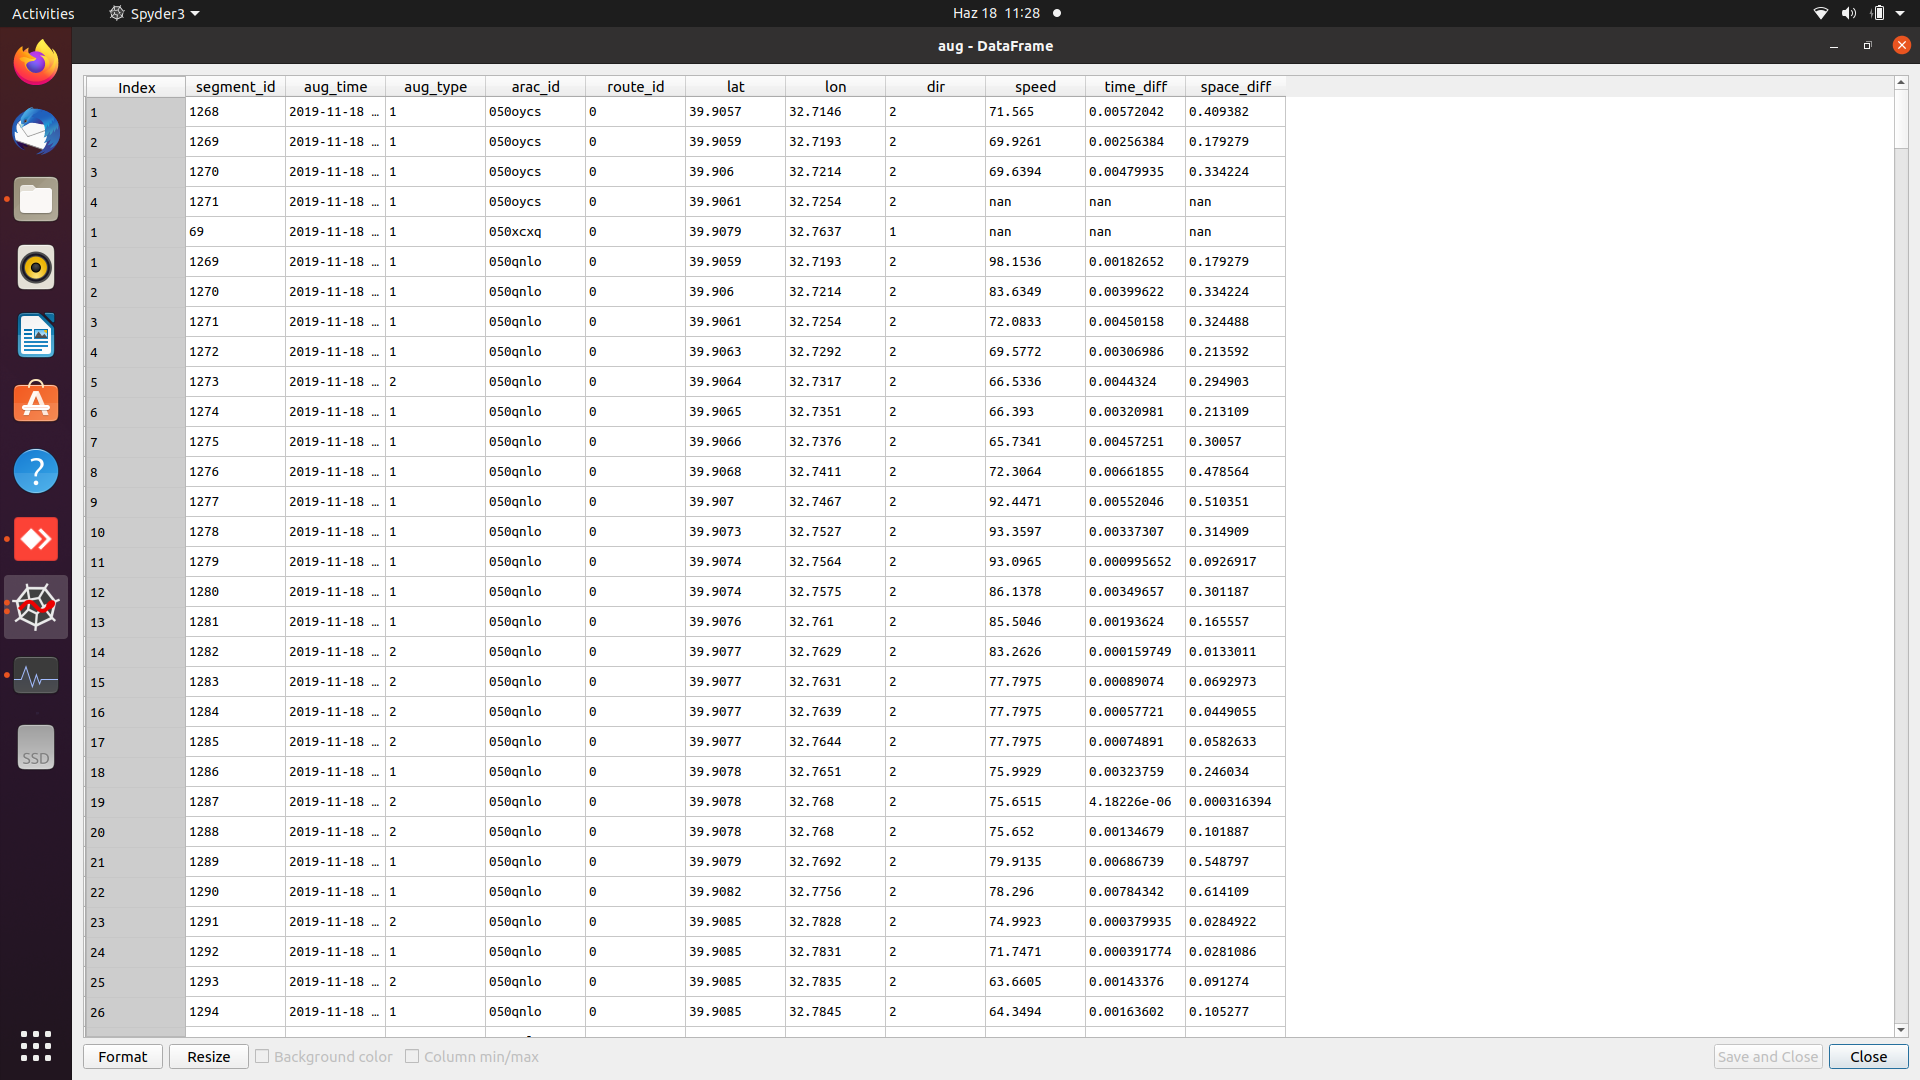 Activities Spyder3 Haz 18 11:28
aug - DataFrame
Index segment_id aug_time aug_type arac_id route_id lat lon dir speed time_diff space_diff
1 1268 2019-11-18 … 1 050oycs 0 39.9057 32.7146 2 71.565 0.00572042 0.409382
2 1269 2019-11-18 … 1 050oycs 0 39.9059 32.7193 2 69.9261 0.00256384 0.179279
3 1270 2019-11-18 … 1 050oycs 0 39.906 32.7214 2 69.6394 0.00479935 0.334224
4 1271 2019-11-18 … 1 050oycs 0 39.9061 32.7254 2 nan nan nan
1 69 2019-11-18 … 1 050xcxq 0 39.9079 32.7637 1 nan nan nan
1 1269 2019-11-18 … 1 050qnlo 0 39.9059 32.7193 2 98.1536 0.00182652 0.179279
2 1270 2019-11-18 … 1 050qnlo 0 39.906 32.7214 2 83.6349 0.00399622 0.334224
3 1271 2019-11-18 … 1 050qnlo 0 39.9061 32.7254 2 72.0833 0.00450158 0.324488
4 1272 2019-11-18 … 1 050qnlo 0 39.9063 32.7292 2 69.5772 0.00306986 0.213592
5 1273 2019-11-18 … 2 050qnlo 0 39.9064 32.7317 2 66.5336 0.0044324 0.294903
6 1274 2019-11-18 … 1 050qnlo 0 39.9065 32.7351 2 66.393 0.00320981 0.213109
7 1275 2019-11-18 … 1 050qnlo 0 39.9066 32.7376 2 65.7341 0.00457251 0.30057
8 1276 2019-11-18 … 1 050qnlo 0 39.9068 32.7411 2 72.3064 0.00661855 0.478564
9 1277 2019-11-18 … 1 050qnlo 0 39.907 32.7467 2 92.4471 0.00552046 0.510351
10 1278 2019-11-18 … 1 050qnlo 0 39.9073 32.7527 2 93.3597 0.00337307 0.314909
11 1279 2019-11-18 … 1 050qnlo 0 39.9074 32.7564 2 93.0965 0.000995652 0.0926917
12 1280 2019-11-18 … 1 050qnlo 0 39.9074 32.7575 2 86.1378 0.00349657 0.301187
13 1281 2019-11-18 … 1 050qnlo 0 39.9076 32.761 2 85.5046 0.00193624 0.165557
14 1282 2019-11-18 … 2 050qnlo 0 39.9077 32.7629 2 83.2626 0.000159749 0.0133011
15 1283 2019-11-18 … 2 050qnlo 0 39.9077 32.7631 2 77.7975 0.00089074 0.0692973
16 1284 2019-11-18 … 2 050qnlo 0 39.9077 32.7639 2 77.7975 0.00057721 0.0449055
17 1285 2019-11-18 … 2 050qnlo 0 39.9077 32.7644 2 77.7975 0.00074891 0.0582633
18 1286 2019-11-18 … 1 050qnlo 0 39.9078 32.7651 2 75.9929 0.00323759 0.246034
19 1287 2019-11-18 … 2 050qnlo 0 39.9078 32.768 2 75.6515 4.18226e-06 0.000316394
20 1288 2019-11-18 … 2 050qnlo 0 39.9078 32.768 2 75.652 0.00134679 0.101887
21 1289 2019-11-18 … 1 050qnlo 0 39.9079 32.7692 2 79.9135 0.00686739 0.548797
22 1290 2019-11-18 … 1 050qnlo 0 39.9082 32.7756 2 78.296 0.00784342 0.614109
23 1291 2019-11-18 … 2 050qnlo 0 39.9085 32.7828 2 74.9923 0.000379935 0.0284922
24 1292 2019-11-18 … 1 050qnlo 0 39.9085 32.7831 2 71.7471 0.000391774 0.0281086
25 1293 2019-11-18 … 2 050qnlo 0 39.9085 32.7835 2 63.6605 0.00143376 0.091274
26 1294 2019-11-18 … 1 050qnlo 0 39.9085 32.7845 2 64.3494 0.00163602 0.105277
SSD
Format Resize Background color Column min/max Save and Close Close